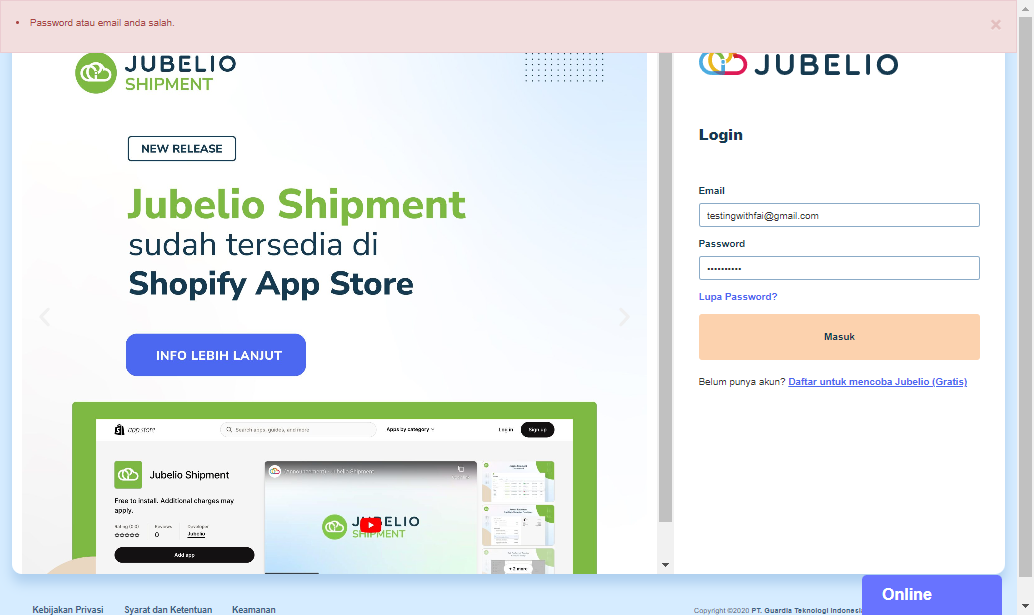 Password atau email anda salah.
×
JUBELIO
SHIPMENT
NEW RELEASE
Jubelio Shipment
sudah tersedia di
Shopify App Store
INFO LEBIH LANJUT
app store
Search apps, guides, and more
Apps by category
Log in
Sign up
Jubelio Shipment
Free to install. Additional charges may
apply.
Rating (0.0)
Reviews
Developer
0
Jubelio
Add app
JUBELIO
SHIPMENT
+ 2 more
JUBELIO
Login
Email
testingwithfai@gmail.com
Password
••••••••••
Lupa Password?
Masuk
Belum punya akun? Daftar untuk mencoba Jubelio (Gratis)
Kebijakan Privasi
Syarat dan Ketentuan
Keamanan
Copyright ©2020 PT. Guardia Teknologi Indonesia
Online